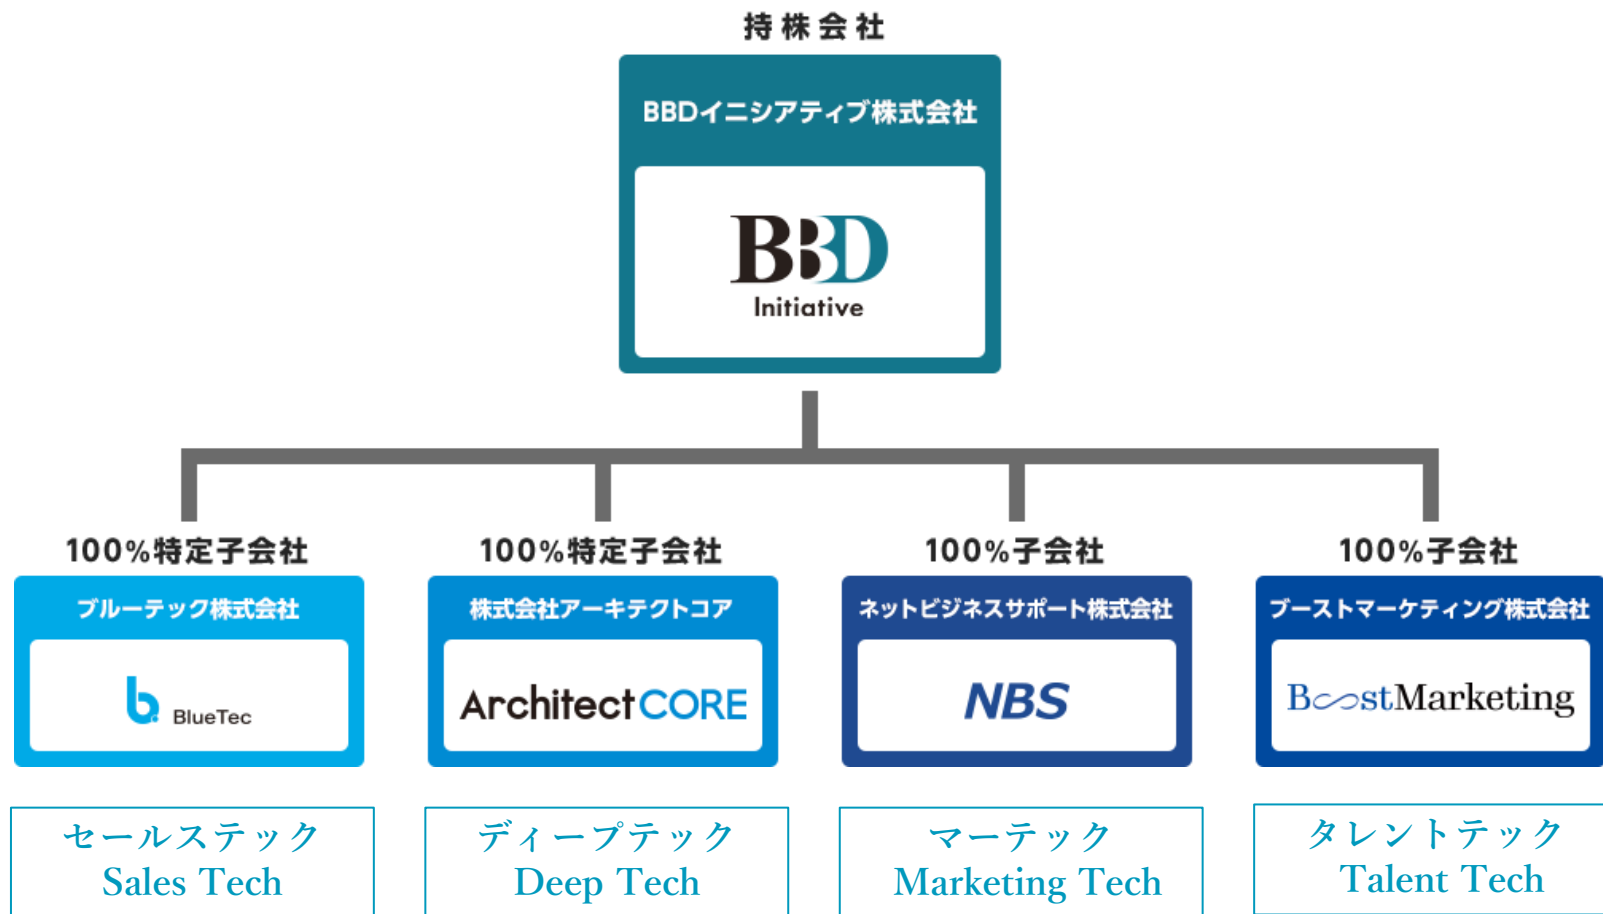 持株会社
BBDイニシアティブ株式会社
BBD
Initiative
100%特定子会社
ブルーテック株式会社
b. BlueTec
セールステック
Sales Tech
100%特定子会社
株式会社アーキテクトコア
ArchitectCORE
ディープテック
Deep Tech
100%子会社
ネットビジネスサポート株式会社
NBS
マーテック
Marketing Tech
100%子会社
ブーストマーケティング株式会社
BoostMarketing
タレントテック
Talent Tech